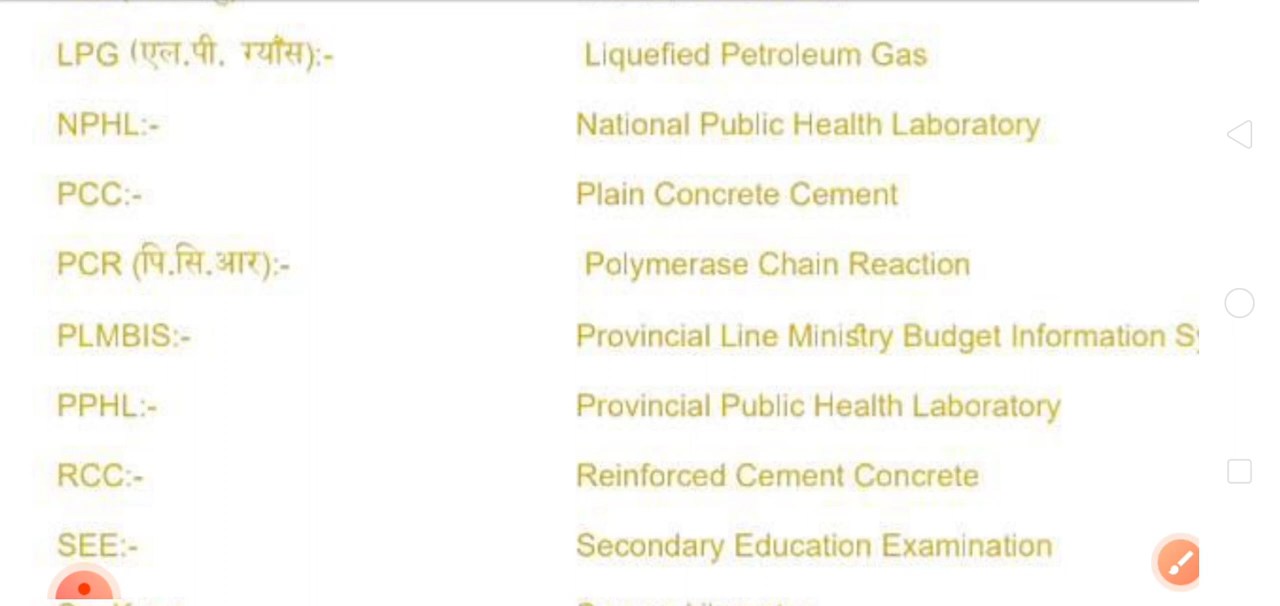 LPG (एल.पी. ग्याँस):- Liquefied Petroleum Gas
NPHL:- National Public Health Laboratory
PCC:- Plain Concrete Cement
PCR (पि.सि.आर):- Polymerase Chain Reaction
PLMBIS:- Provincial Line Ministry Budget Information
PPHL:- Provincial Public Health Laboratory
RCC:- Reinforced Cement Concrete
SEE:- Secondary Education Examination